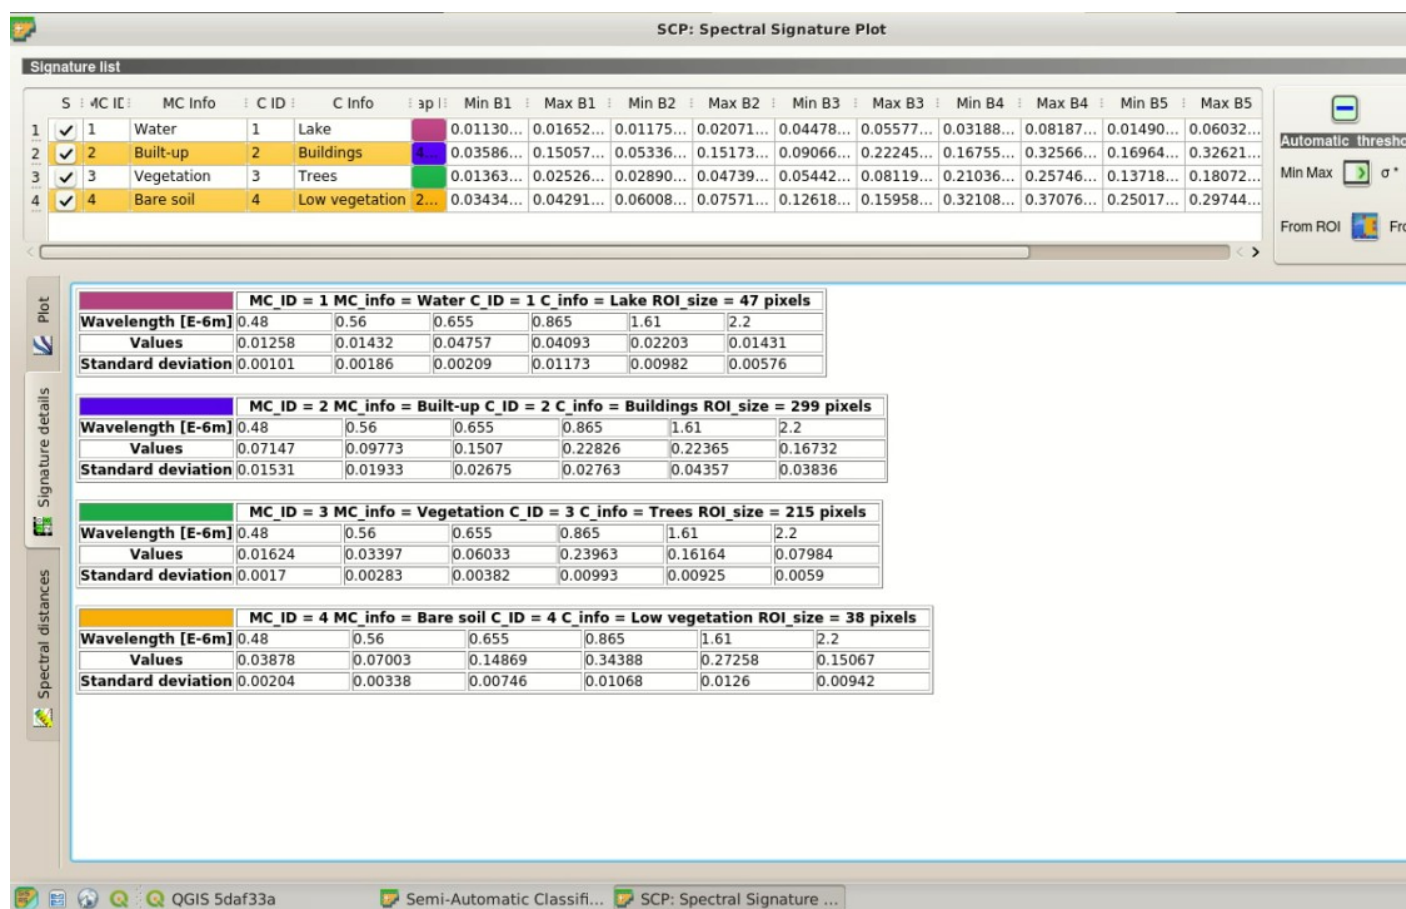 SCP: Spectral Signature Plot
Signature list
S MC ID MC Info C ID C Info ap I Min B1 Max B1 Min B2 Max B2 Min B3 Max B3 Min B4 Max B4 Min B5 Max B5
1 1 Water 1 Lake 0.01130... 0.01652... 0.01175... 0.02071... 0.04478... 0.05577... 0.03188... 0.08187... 0.01490... 0.06032...
2 2 Built-up 2 Buildings 4... 0.03586... 0.15057... 0.05336... 0.15173... 0.09066... 0.22245... 0.16755... 0.32566... 0.16964... 0.32621...
3 3 Vegetation 3 Trees 0.01363... 0.02526... 0.02890... 0.04739... 0.05442... 0.08119... 0.21036... 0.25746... 0.13718... 0.18072...
4 4 Bare soil 4 Low vegetation 2... 0.03434... 0.04291... 0.06008... 0.07571... 0.12618... 0.15958... 0.32108... 0.37076... 0.25017... 0.29744...
Automatic thresho
Min Max σ*
From ROI Fro
Plot
Signature details
Spectral distances
MC_ID = 1 MC_info = Water C_ID = 1 C_info = Lake ROI_size = 47 pixels
Wavelength [E-6m] 0.48 0.56 0.655 0.865 1.61 2.2
Values 0.01258 0.01432 0.04757 0.04093 0.02203 0.01431
Standard deviation 0.00101 0.00186 0.00209 0.01173 0.00982 0.00576
MC_ID = 2 MC_info = Built-up C_ID = 2 C_info = Buildings ROI_size = 299 pixels
Wavelength [E-6m] 0.48 0.56 0.655 0.865 1.61 2.2
Values 0.07147 0.09773 0.1507 0.22826 0.22365 0.16732
Standard deviation 0.01531 0.01933 0.02675 0.02763 0.04357 0.03836
MC_ID = 3 MC_info = Vegetation C_ID = 3 C_info = Trees ROI_size = 215 pixels
Wavelength [E-6m] 0.48 0.56 0.655 0.865 1.61 2.2
Values 0.01624 0.03397 0.06033 0.23963 0.16164 0.07984
Standard deviation 0.0017 0.00283 0.00382 0.00993 0.00925 0.0059
MC_ID = 4 MC_info = Bare soil C_ID = 4 C_info = Low vegetation ROI_size = 38 pixels
Wavelength [E-6m] 0.48 0.56 0.655 0.865 1.61 2.2
Values 0.03878 0.07003 0.14869 0.34388 0.27258 0.15067
Standard deviation 0.00204 0.00338 0.00746 0.01068 0.0126 0.00942
QGIS 5daf33a Semi-Automatic Classifi... SCP: Spectral Signature ...